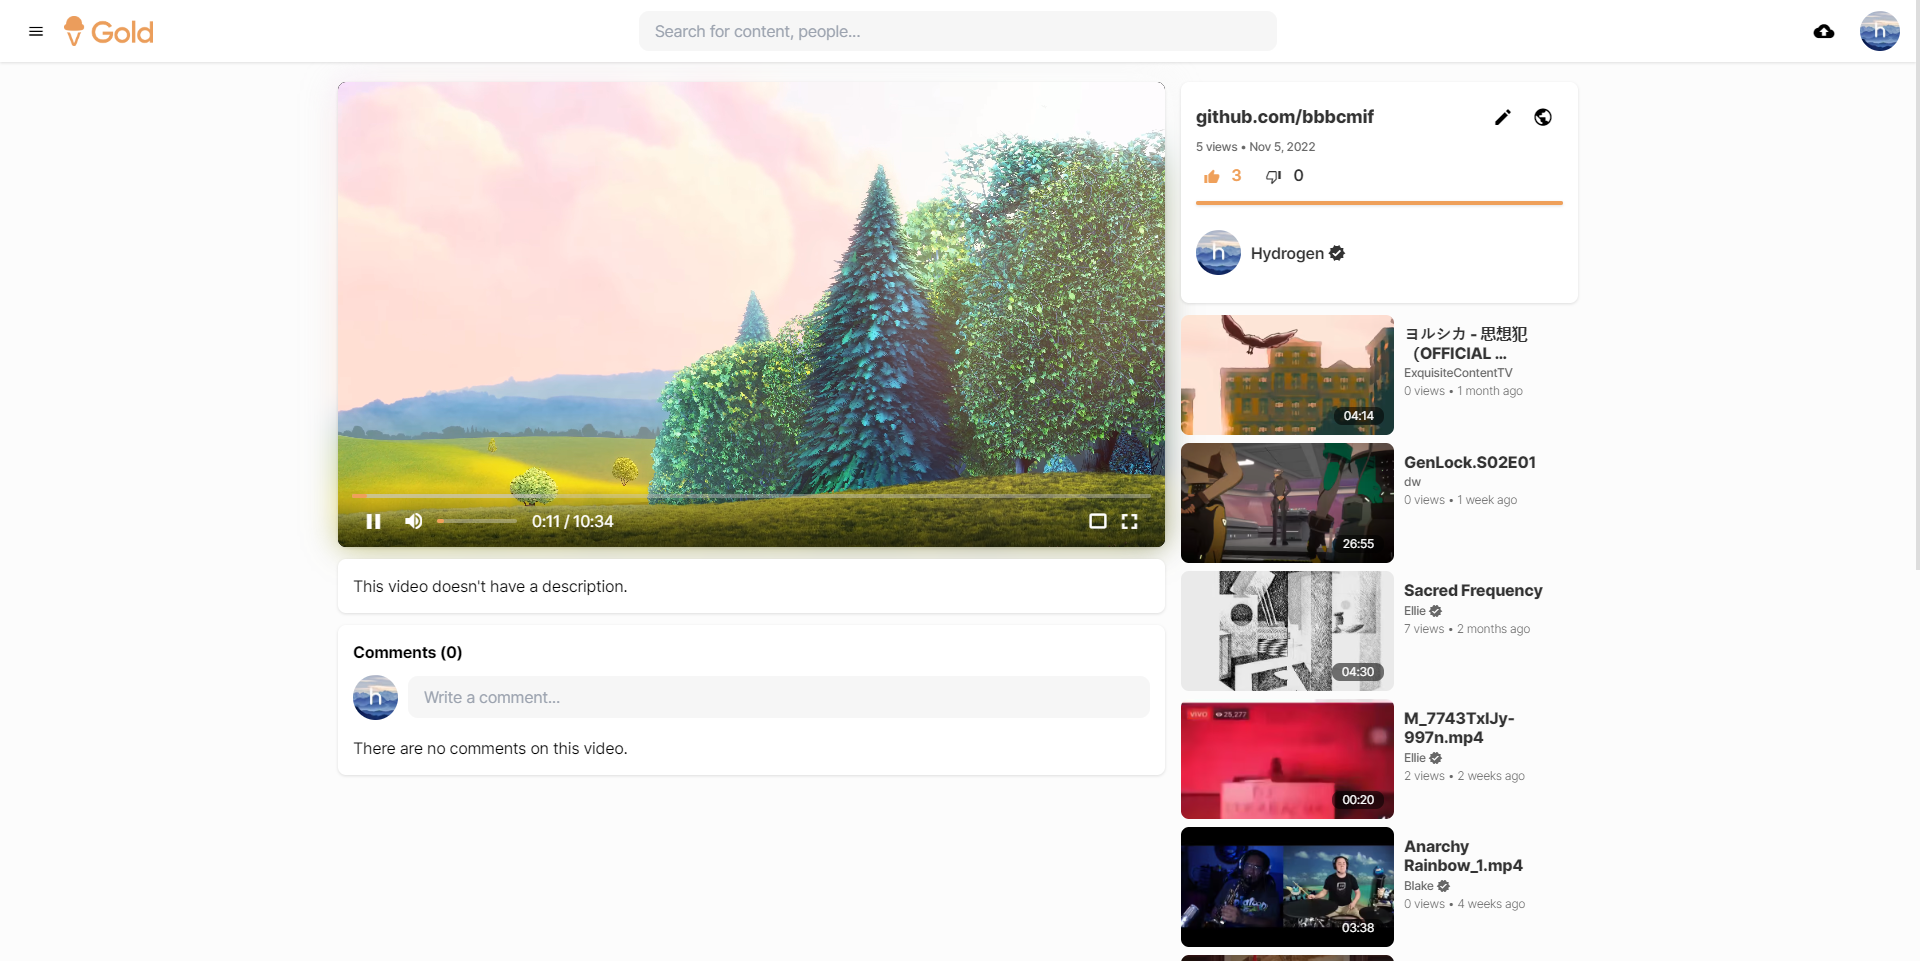 Gold
Search for content, people...
h
github.com/bbbcmif
5 views • Nov 5, 2022
3
0
h
Hydrogen
0:11 / 10:34
This video doesn't have a description.
Comments (0)
h
Write a comment...
There are no comments on this video.
ヨルシカ - 思想犯
（OFFICIAL ...
ExquisiteContentTV
0 views • 1 month ago
04:14
GenLock.S02E01
dw
0 views • 1 week ago
26:55
Sacred Frequency
Ellie
7 views • 2 months ago
04:30
M_7743TxlJy-
997n.mp4
Ellie
2 views • 2 weeks ago
VIVO
25,277
00:20
Anarchy
Rainbow_1.mp4
Blake
0 views • 4 weeks ago
03:38